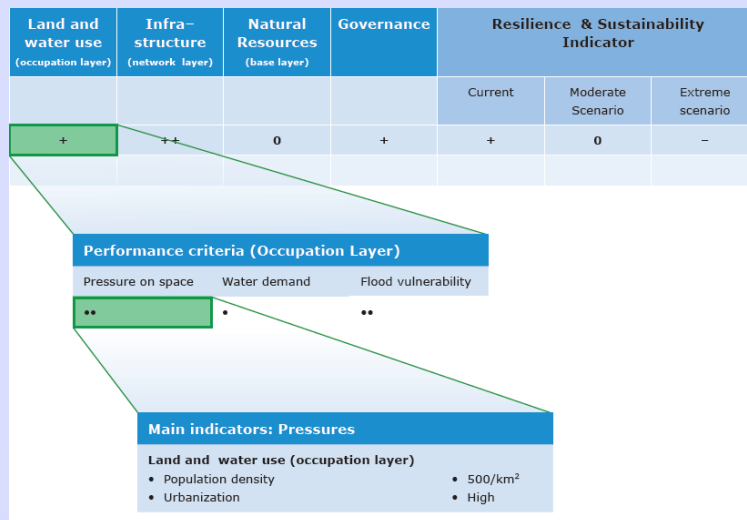 Land and water use (occupation layer)
Infra−structure (network layer)
Natural Resources (base layer)
Governance
Resilience & Sustainability Indicator
Current
Moderate Scenario
Extreme scenario
+ ++ 0 + + 0 −
Performance criteria (Occupation Layer)
Pressure on space Water demand Flood vulnerability
•• • ••
Main indicators: Pressures
Land and water use (occupation layer)
• Population density • 500/km²
• Urbanization • High